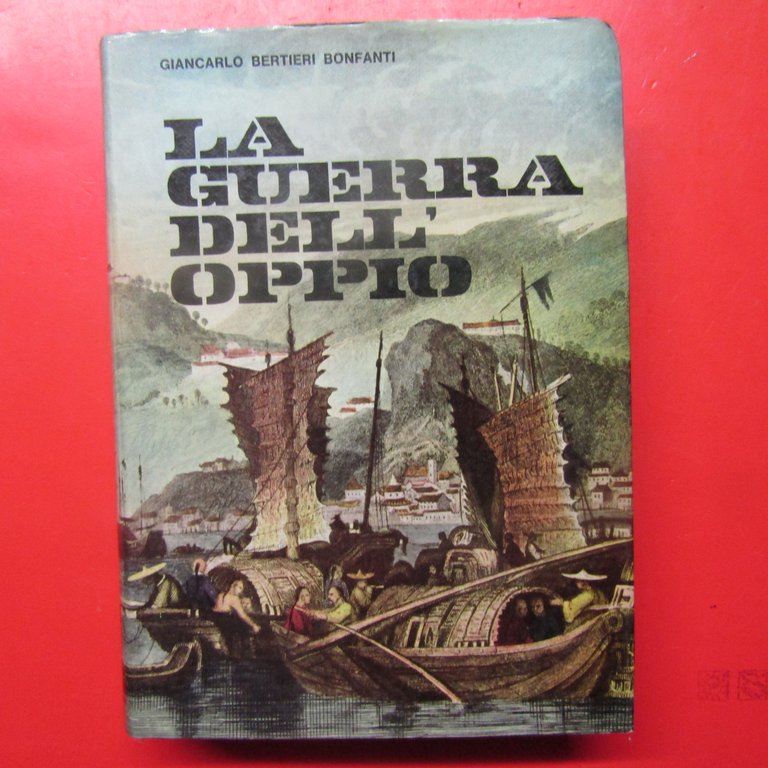 GIANCARLO BERTIERI BONFANTI
LA
GUERRA
DELL'
OPPIO